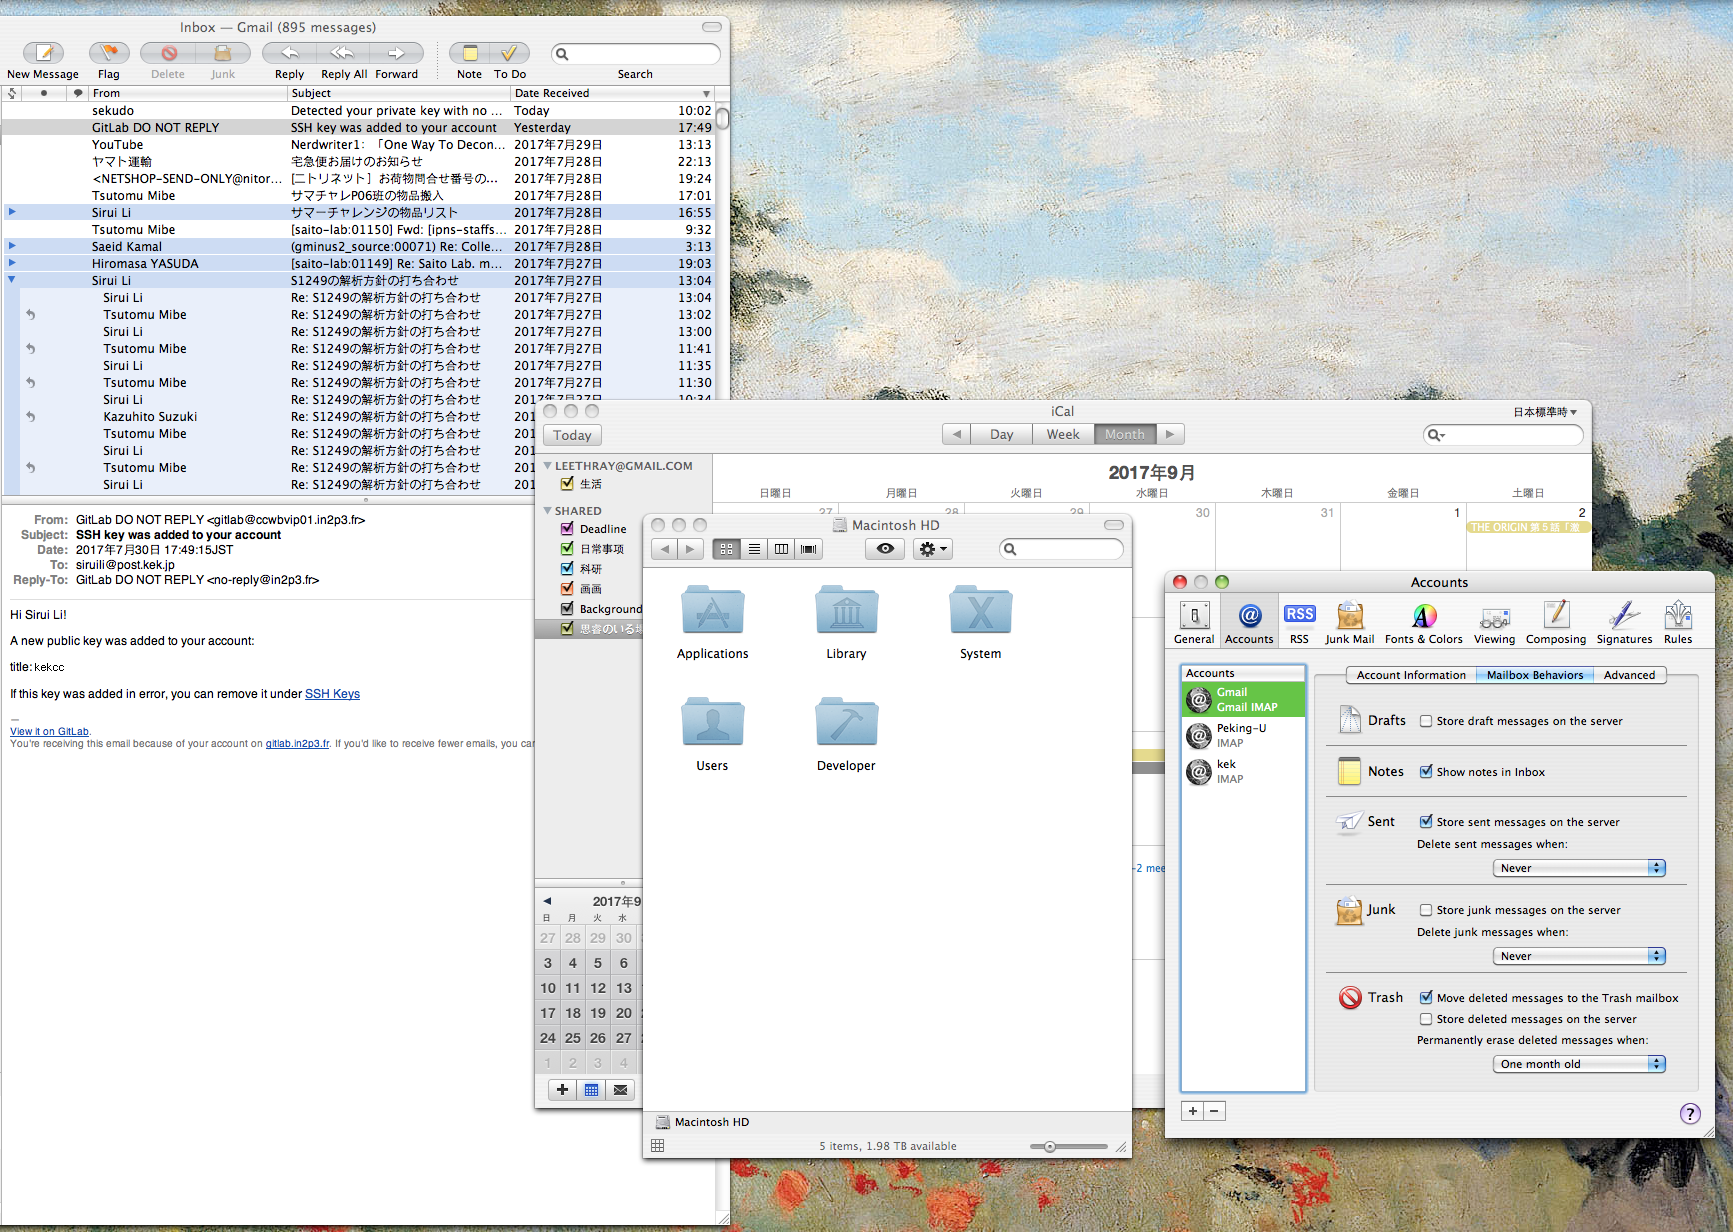 Inbox — Gmail (895 messages)
New Message Flag Delete Junk Reply Reply All Forward Note To Do Search
From Subject Date Received
sekudo Detected your private key with no ... Today 10:02
GitLab DO NOT REPLY SSH key was added to your account Yesterday 17:49
YouTube Nerdwriter1: 「One Way To Decon... 2017年7月29日 13:13
ヤマト運輸 宅急便お届けのお知らせ 2017年7月28日 22:13
<NETSHOP-SEND-ONLY@nitor... [ニトリネット] お荷物問合せ番号の... 2017年7月28日 19:24
Tsutomu Mibe サマチャレP06班の物品搬入 2017年7月28日 17:01
Sirui Li サマーチャレンジの物品リスト 2017年7月28日 16:55
Tsutomu Mibe [saito-lab:01150] Fwd: [ipns-staffs... 2017年7月28日 9:32
Saeid Kamal (gminus2_source:00071) Re: Colle... 2017年7月28日 3:13
Hiromasa YASUDA [saito-lab:01149] Re: Saito Lab. m... 2017年7月27日 19:03
Sirui Li S1249の解析方針の打ち合わせ 2017年7月27日 13:04
Sirui Li Re: S1249の解析方針の打ち合わせ 2017年7月27日 13:04
Tsutomu Mibe Re: S1249の解析方針の打ち合わせ 2017年7月27日 13:02
Sirui Li Re: S1249の解析方針の打ち合わせ 2017年7月27日 13:00
Tsutomu Mibe Re: S1249の解析方針の打ち合わせ 2017年7月27日 11:41
Sirui Li Re: S1249の解析方針の打ち合わせ 2017年7月27日 11:35
Tsutomu Mibe Re: S1249の解析方針の打ち合わせ 2017年7月27日 11:30
Sirui Li Re: S1249の解析方針の打ち合わせ 2017年7月27日 10:34
Kazuhito Suzuki Re: S1249の解析方針の打ち合わせ 201
Tsutomu Mibe Re: S1249の解析方針の打ち合わせ 201
Sirui Li Re: S1249の解析方針の打ち合わせ 201
Tsutomu Mibe Re: S1249の解析方針の打ち合わせ 201
Sirui Li Re: S1249の解析方針の打ち合わせ 201
From: GitLab DO NOT REPLY <gitlab@ccwbvip01.in2p3.fr>
Subject: SSH key was added to your account
Date: 2017年7月30日 17:49:15JST
To: siruili@post.kek.jp
Reply-To: GitLab DO NOT REPLY <no-reply@in2p3.fr>
Hi Sirui Li!
A new public key was added to your account:
title: kekcc
If this key was added in error, you can remove it under SSH Keys
—
View it on GitLab.
You're receiving this email because of your account on gitlab.in2p3.fr. If you'd like to receive fewer emails, you can
iCal
日本標準時
Today Day Week Month
LEETHRAY@GMAIL.COM
生活
SHARED
Deadline
日常事項
科研
画画
Background
思睿のいる場
2017年9月
日曜日 月曜日 火曜日 水曜日 木曜日 金曜日 土曜日
27 28 29 30 31 1 2
THE ORIGIN 第5話「激
-2 mee
2017年9
日 月 火 水
27 28 29 30
3 4 5 6
10 11 12 13
17 18 19 20
24 25 26 27
1 2 3 4
Macintosh HD
Applications Library System
Users Developer
Macintosh HD
5 items, 1.98 TB available
Accounts
General Accounts RSS Junk Mail Fonts & Colors Viewing Composing Signatures Rules
RSS
Accounts
Gmail
Gmail IMAP
Peking-U
IMAP
kek
IMAP
Account Information Mailbox Behaviors Advanced
Drafts Store draft messages on the server
Notes Show notes in Inbox
Sent Store sent messages on the server
Delete sent messages when:
Never
Junk Store junk messages on the server
Delete junk messages when:
Never
Trash Move deleted messages to the Trash mailbox
Store deleted messages on the server
Permanently erase deleted messages when:
One month old